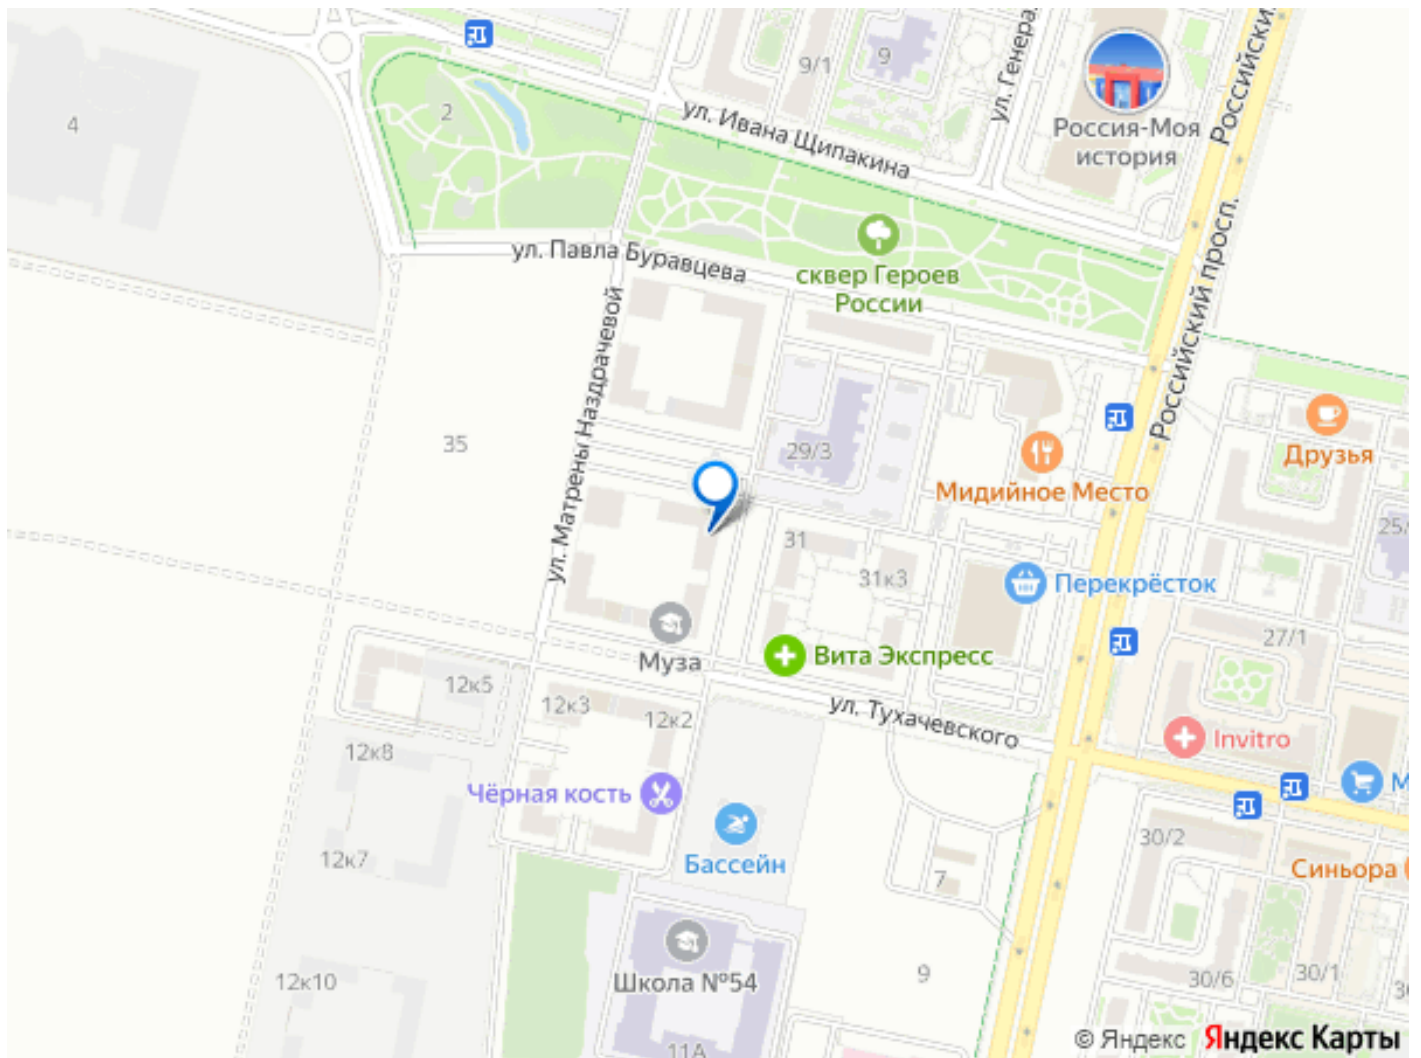 4
2
9/1
9
ул. Генера
Российский
ул. Ивана Щипакина
Россия-Моя
история
ул. Павла Буравцева
сквер Героев
России
Российский просп.
ул. Матрены Наздрачевой
35
29/3
Мидийное Место
Друзья
25/
31
31к3
Перекрёсток
27/1
Муза
Вита Экспресс
12к5
12к3
12к2
ул. Тухачевского
Invitro
12к8
Чёрная кость
М
12к7
Бассейн
7
30/2
Синьора
Школа №54
12к10
9
30/6
30/1
11А
© Яндекс Яндекс Карты